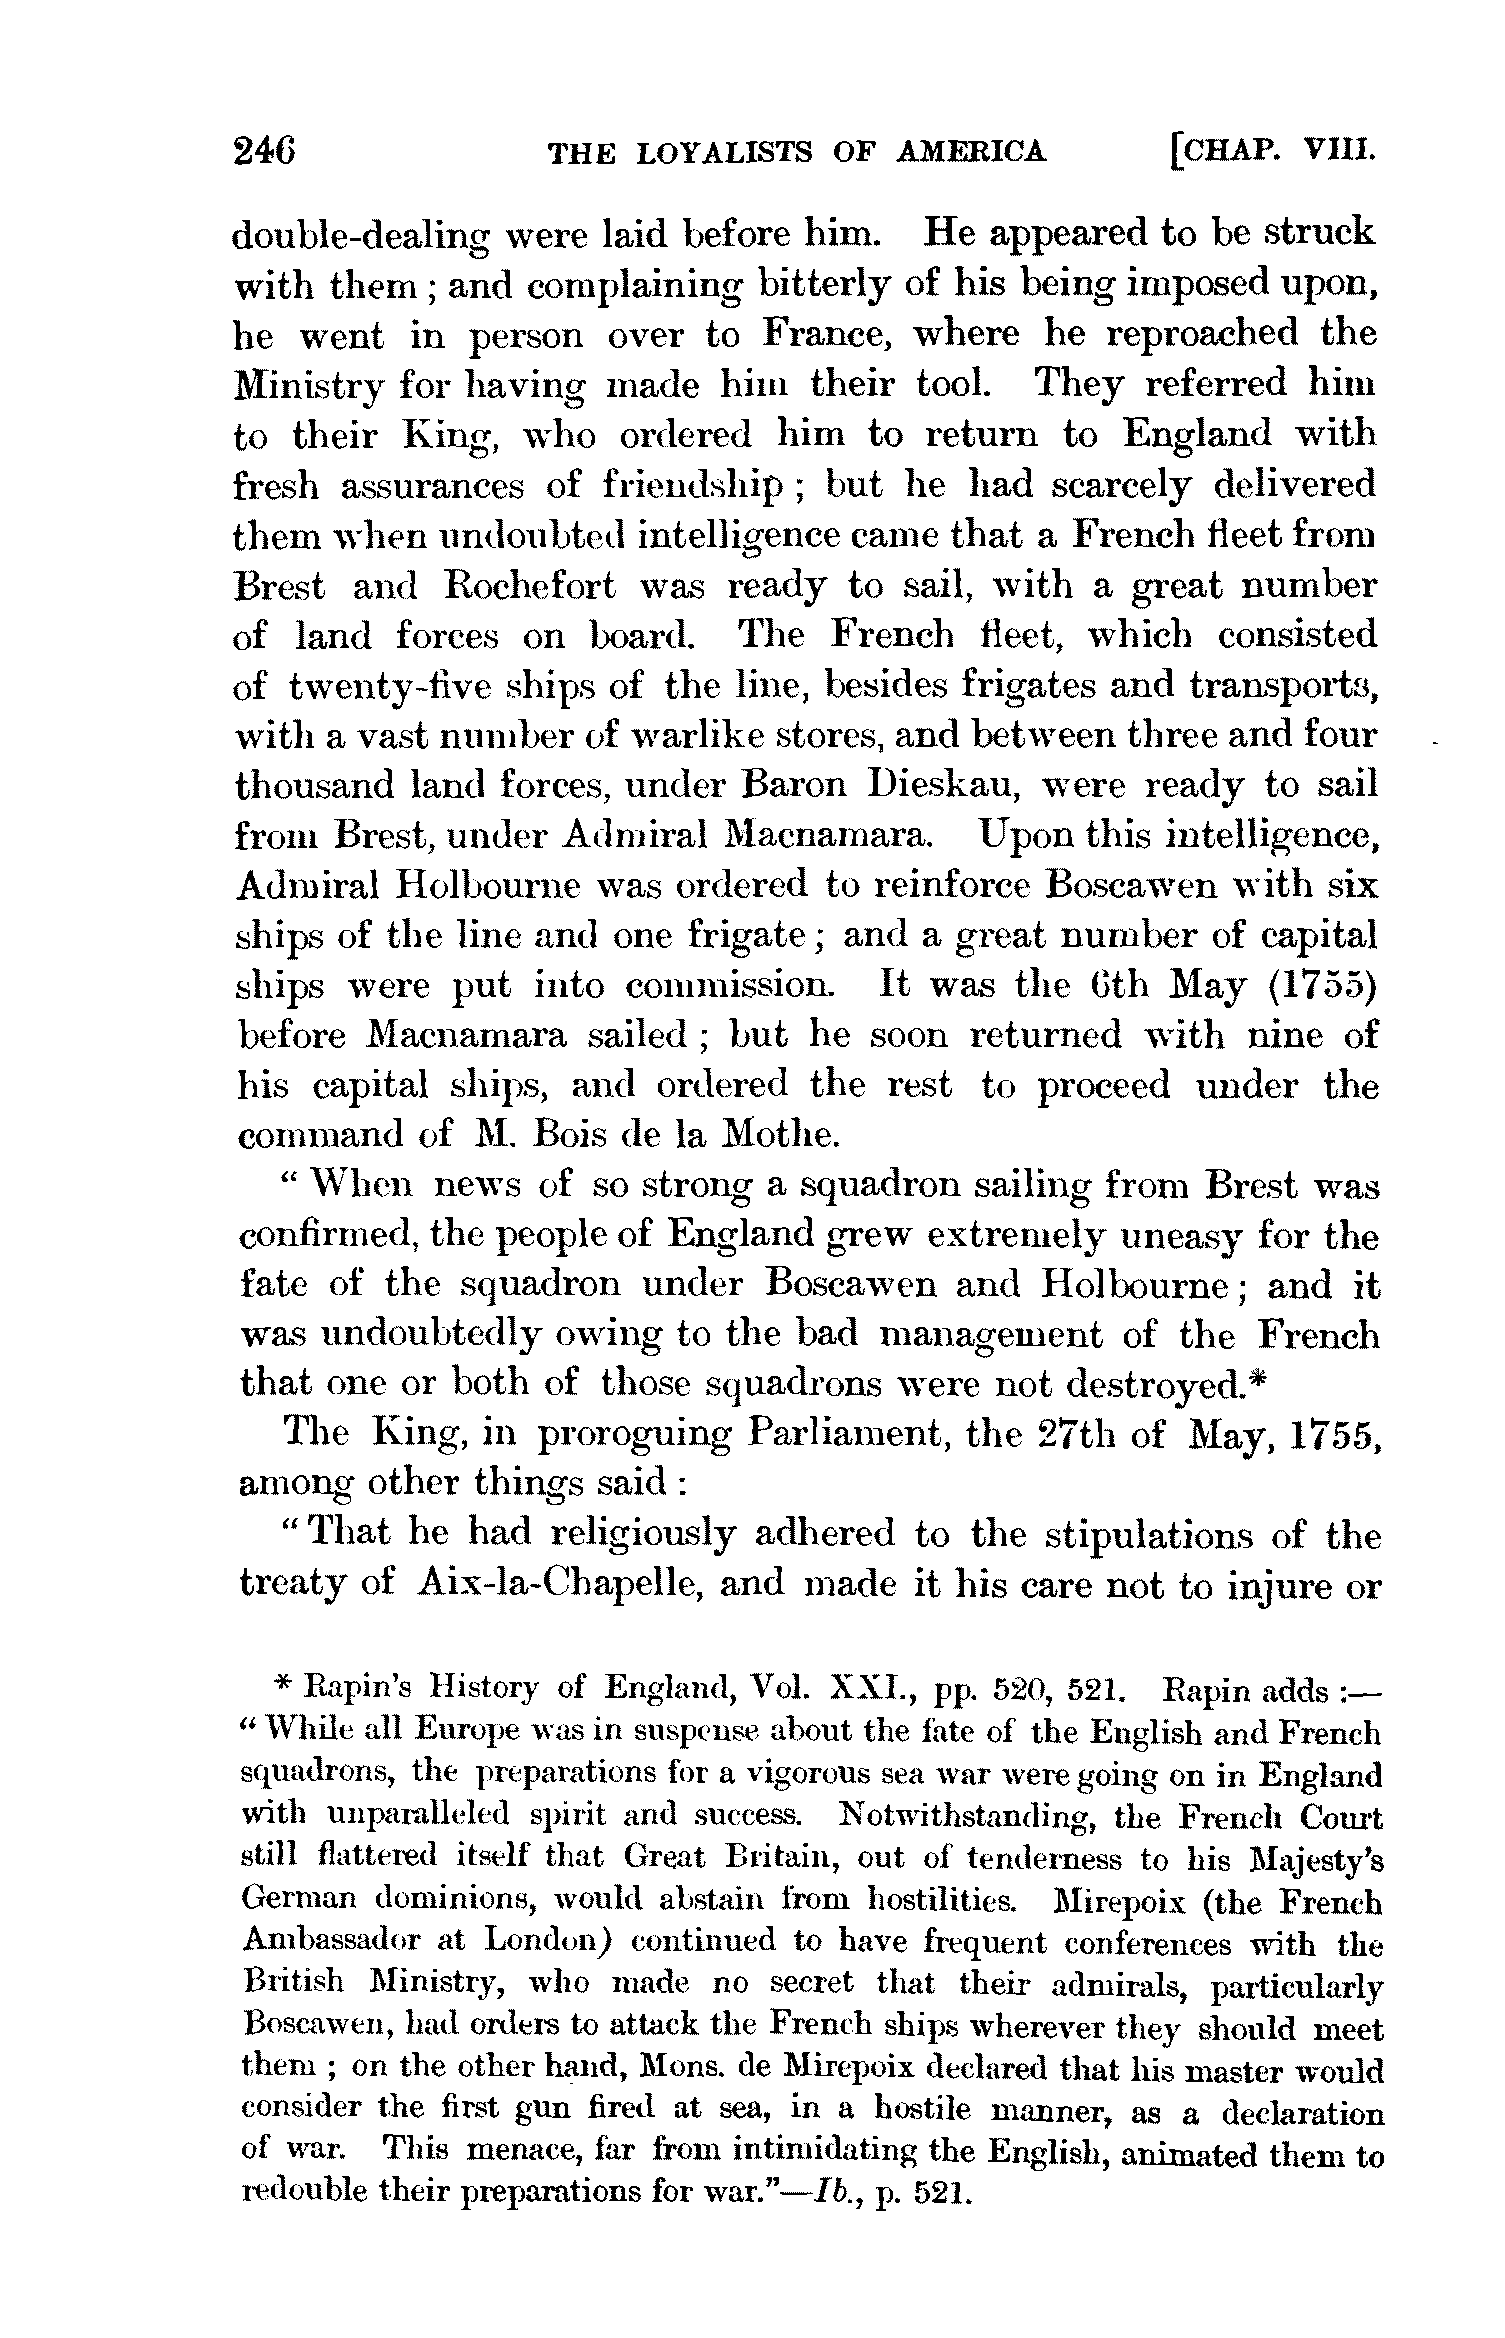 246 THE LOYALISTS OF AMERICA [CHAP. VIII.
double-dealing were laid before him. He appeared to be struck
with them ; and complaining bitterly of his being imposed upon,
he went in person over to France, where he reproached the
Ministry for having made him their tool. They referred him
to their King, who ordered him to return to England with
fresh assurances of friendship ; but he had scarcely delivered
them when undoubted intelligence came that a French fleet from
Brest and Rochefort was ready to sail, with a great number
of land forces on board. The French fleet, which consisted
of twenty-five ships of the line, besides frigates and transports,
with a vast number of warlike stores, and between three and four
thousand land forces, under Baron Dieskau, were ready to sail
from Brest, under Admiral Macnamara. Upon this intelligence,
Admiral Holbourne was ordered to reinforce Boscawen with six
ships of the line and one frigate ; and a great number of capital
ships were put into commission. It was the 6th May (1755)
before Macnamara sailed ; but he soon returned with nine of
his capital ships, and ordered the rest to proceed under the
command of M. Bois de la Mothe.
" When news of so strong a squadron sailing from Brest was
confirmed, the people of England grew extremely uneasy for the
fate of the squadron under Boscawen and Holbourne ; and it
was undoubtedly owing to the bad management of the French
that one or both of those squadrons were not destroyed.*
The King, in proroguing Parliament, the 27th of May, 1755,
among other things said :
" That he had religiously adhered to the stipulations of the
treaty of Aix-la-Chapelle, and made it his care not to injure or
* Rapin's History of England, Vol. XXI., pp. 520, 521. Rapin adds :—
" While all Europe was in suspense about the fate of the English and French
squadrons, the preparations for a vigorous sea war were going on in England
with unparalleled spirit and success. Notwithstanding, the French Court
still flattered itself that Great Britain, out of tenderness to his Majesty's
German dominions, would abstain from hostilities. Mirepoix (the French
Ambassador at London) continued to have frequent conferences with the
British Ministry, who made no secret that their admirals, particularly
Boscawen, had orders to attack the French ships wherever they should meet
them ; on the other hand, Mons. de Mirepoix declared that his master would
consider the first gun fired at sea, in a hostile manner, as a declaration
of war. This menace, far from intimidating the English, animated them to
redouble their preparations for war."—Ib., p. 521.